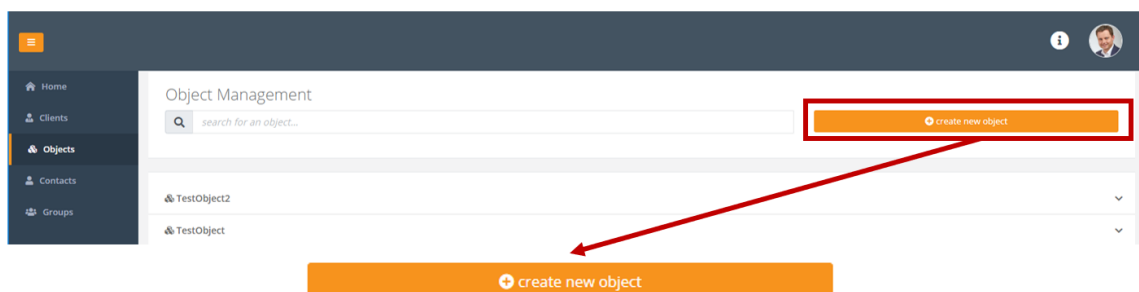 Home
Object Management
Clients
search for an object...
create new object
Objects
Contacts
TestObject2
Groups
TestObject
create new object